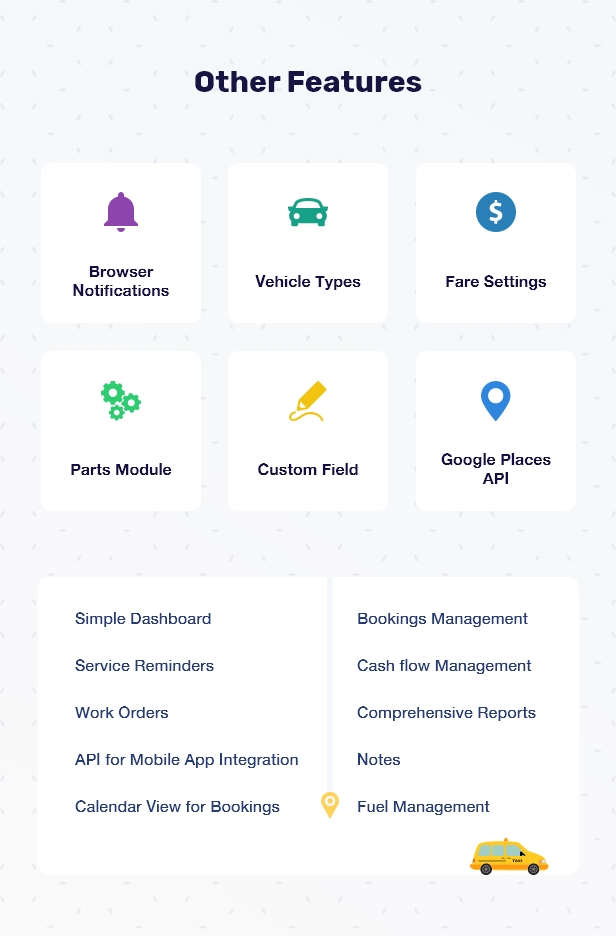 Other Features
Browser
Notifications
Vehicle Types
Fare Settings
Parts Module
Custom Field
Google Places
API
Simple Dashboard
Service Reminders
Work Orders
API for Mobile App Integration
Calendar View for Bookings
Bookings Management
Cash flow Management
Comprehensive Reports
Notes
Fuel Management
TAXI